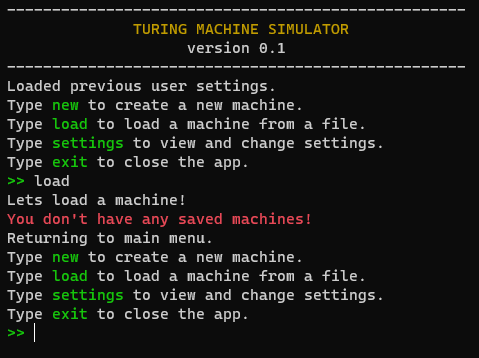 TURING MACHINE SIMULATOR
version 0.1
Loaded previous user settings.
Type new to create a new machine.
Type load to load a machine from a file.
Type settings to view and change settings.
Type exit to close the app.
>> load
Lets load a machine!
You don't have any saved machines!
Returning to main menu.
Type new to create a new machine.
Type load to load a machine from a file.
Type settings to view and change settings.
Type exit to close the app.
>>